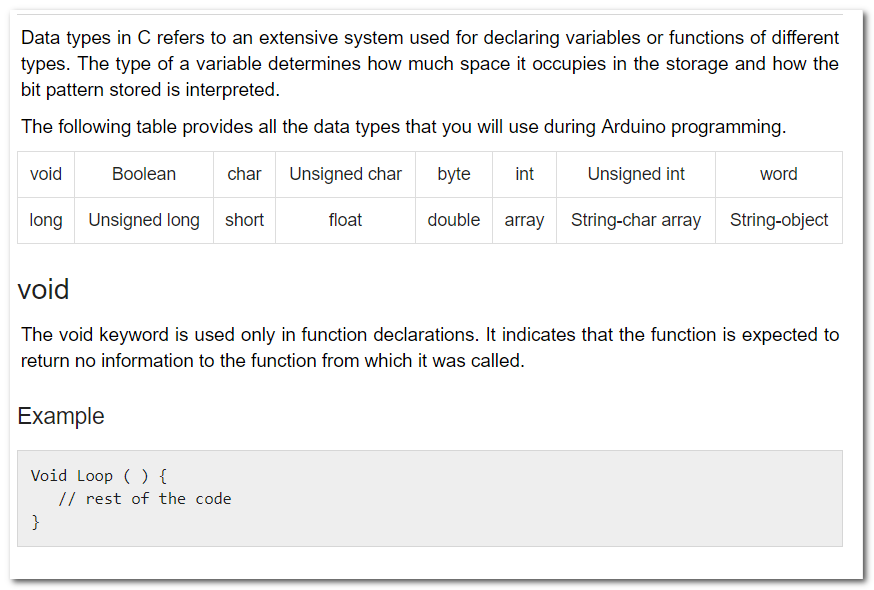 Data types in C refers to an extensive system used for declaring variables or functions of different
types. The type of a variable determines how much space it occupies in the storage and how the
bit pattern stored is interpreted.
The following table provides all the data types that you will use during Arduino programming.
void Boolean char Unsigned char byte int Unsigned int word
long Unsigned long short float double array String-char array String-object
void
The void keyword is used only in function declarations. It indicates that the function is expected to
return no information to the function from which it was called.
Example
Void Loop ( ) {
   // rest of the code
}